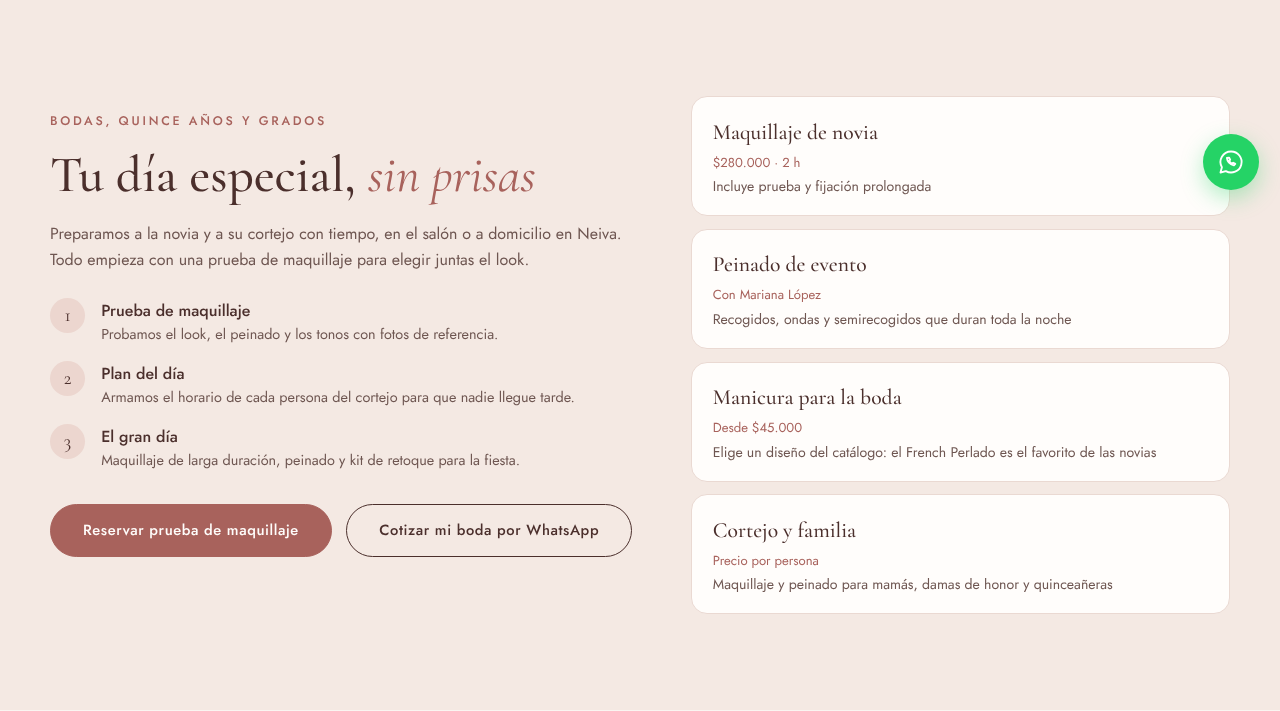 BODAS, QUINCE AÑOS Y GRADOS
Tu día especial, sin prisas
Preparamos a la novia y a su cortejo con tiempo, en el salón o a domicilio en Neiva.
Todo empieza con una prueba de maquillaje para elegir juntas el look.
1
Prueba de maquillaje
Probamos el look, el peinado y los tonos con fotos de referencia.
2
Plan del día
Armamos el horario de cada persona del cortejo para que nadie llegue tarde.
3
El gran día
Maquillaje de larga duración, peinado y kit de retoque para la fiesta.
Reservar prueba de maquillaje
Cotizar mi boda por WhatsApp
Maquillaje de novia
$280.000 · 2 h
Incluye prueba y fijación prolongada
Peinado de evento
Con Mariana López
Recogidos, ondas y semirecogidos que duran toda la noche
Manicura para la boda
Desde $45.000
Elige un diseño del catálogo: el French Perlado es el favorito de las novias
Cortejo y familia
Precio por persona
Maquillaje y peinado para mamás, damas de honor y quinceañeras